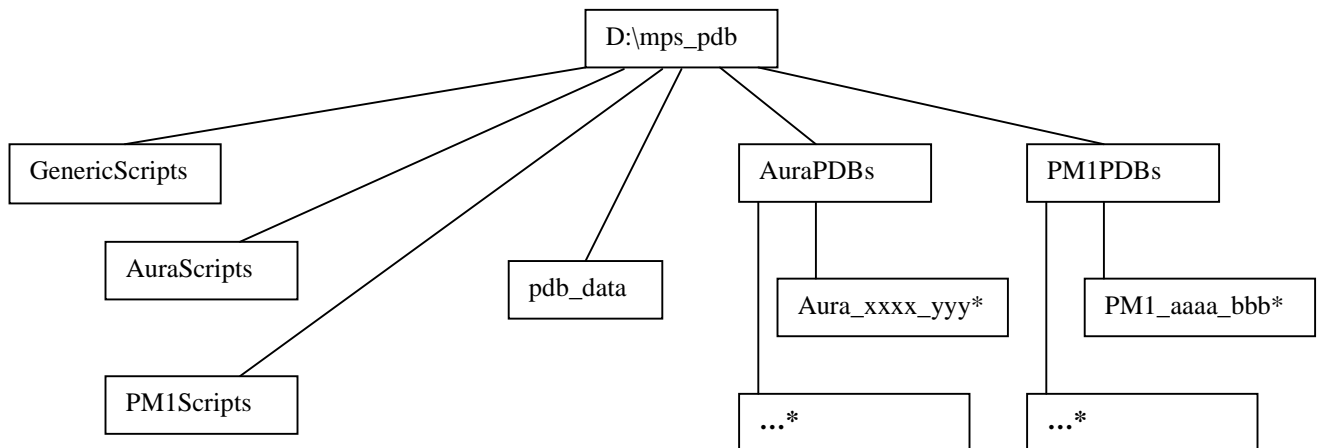 D:\mps_pdb
GenericScripts
AuraPDBs
PM1PDBs
AuraScripts
pdb_data
Aura_xxxx_yyy*
PM1_aaaa_bbb*
PM1Scripts
...*
...*